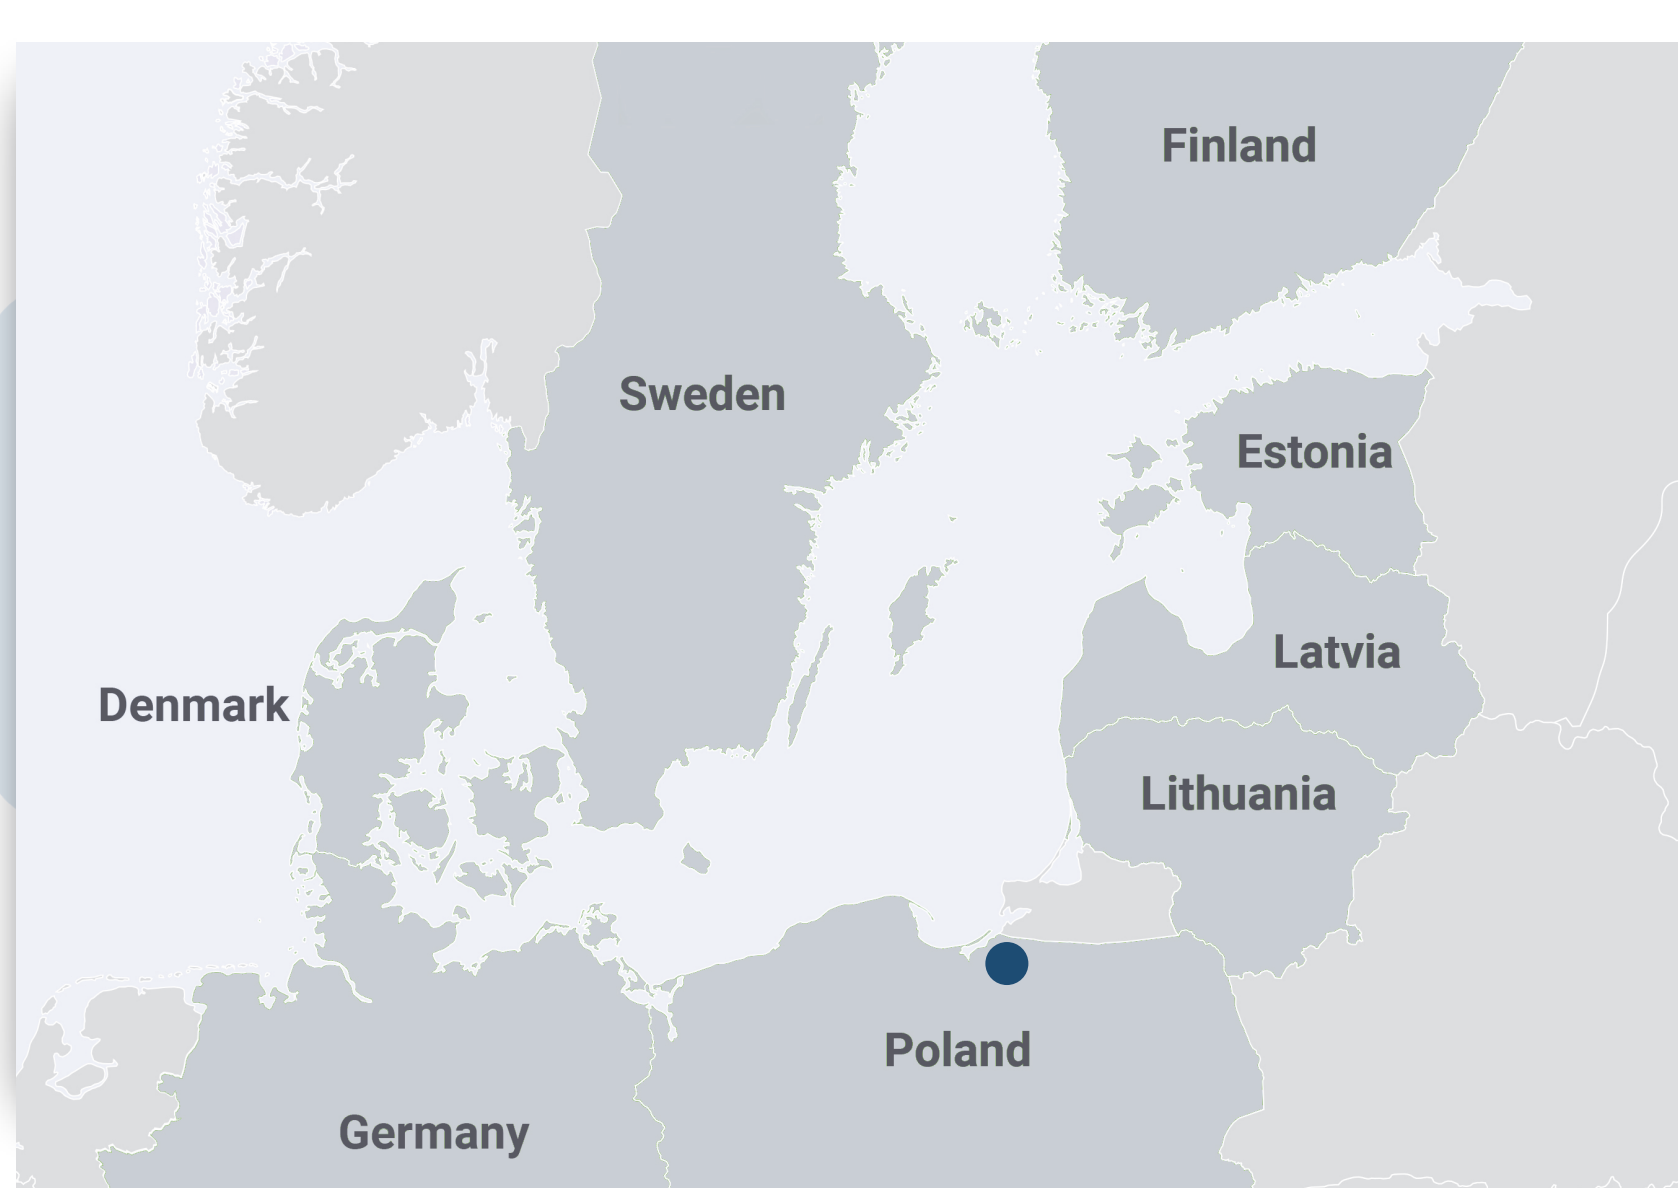 Finland
Sweden
Estonia
Latvia
Denmark
Lithuania
Poland
Germany